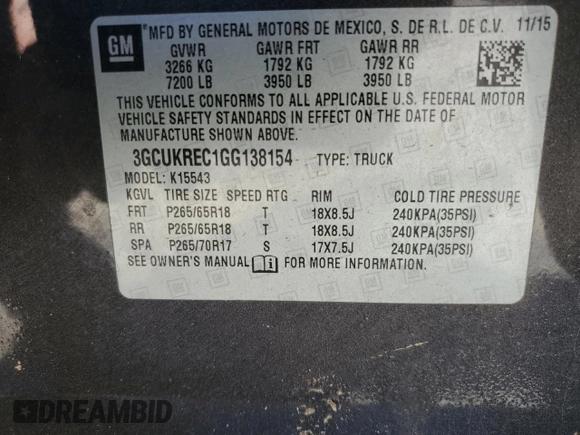 GM
*MFD BY GENERAL MOTORS DE MEXICO, S. DE R.L. DE C.V. 11/15
GVWR GAWR FRT GAWR RR
3266 KG 1792 KG 1792 KG
7200 LB 3950 LB 3950 LB
THIS VEHICLE CONFORMS TO ALL APPLICABLE U.S. FEDERAL MOTOR
VEHICLE SAFETY STANDARDS IN EFFECT ON THE DATE OF MANUFACTURE
SHOWN ABOVE.
3GCUKREC1GG138154 TYPE: TRUCK
MODEL: K15543
KGVL TIRE SIZE SPEED RTG RIM COLD TIRE PRESSURE
FRT P265/65R18 T 18X8.5J 240KPA(35PSI)
RR P265/65R18 T 18X8.5J 240KPA(35PSI)
SPA P265/70R17 S 17X7.5J 240KPA(35PSI)
SEE OWNER'S MANUAL FOR MORE INFORMATION.
DREAMBID